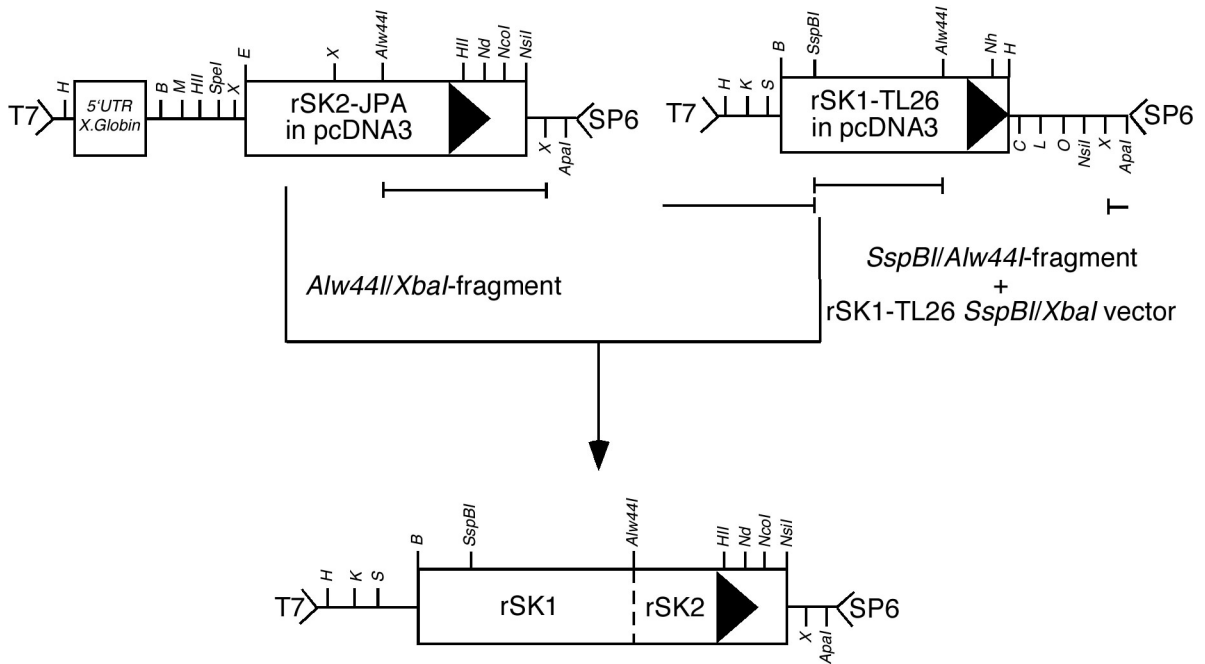 H
5'UTR
X.Globin
B
M
HII
SpeI
X
E
X
Alw44I
HII
Nd
NcoI
NsiI
T7
rSK2-JPA
in pcDNA3
SP6
X
ApaI
B
SspBI
Alw44I
Nh
H
T7
H
K
S
rSK1-TL26
in pcDNA3
SP6
C
L
O
NsiI
X
ApaI
Alw44I/XbaI-fragment
SspBI/Alw44I-fragment
+
rSK1-TL26 SspBI/XbaI vector
B
SspBI
Alw44I
HII
Nd
NcoI
NsiI
T7
H
K
S
rSK1
rSK2
SP6
X
ApaI